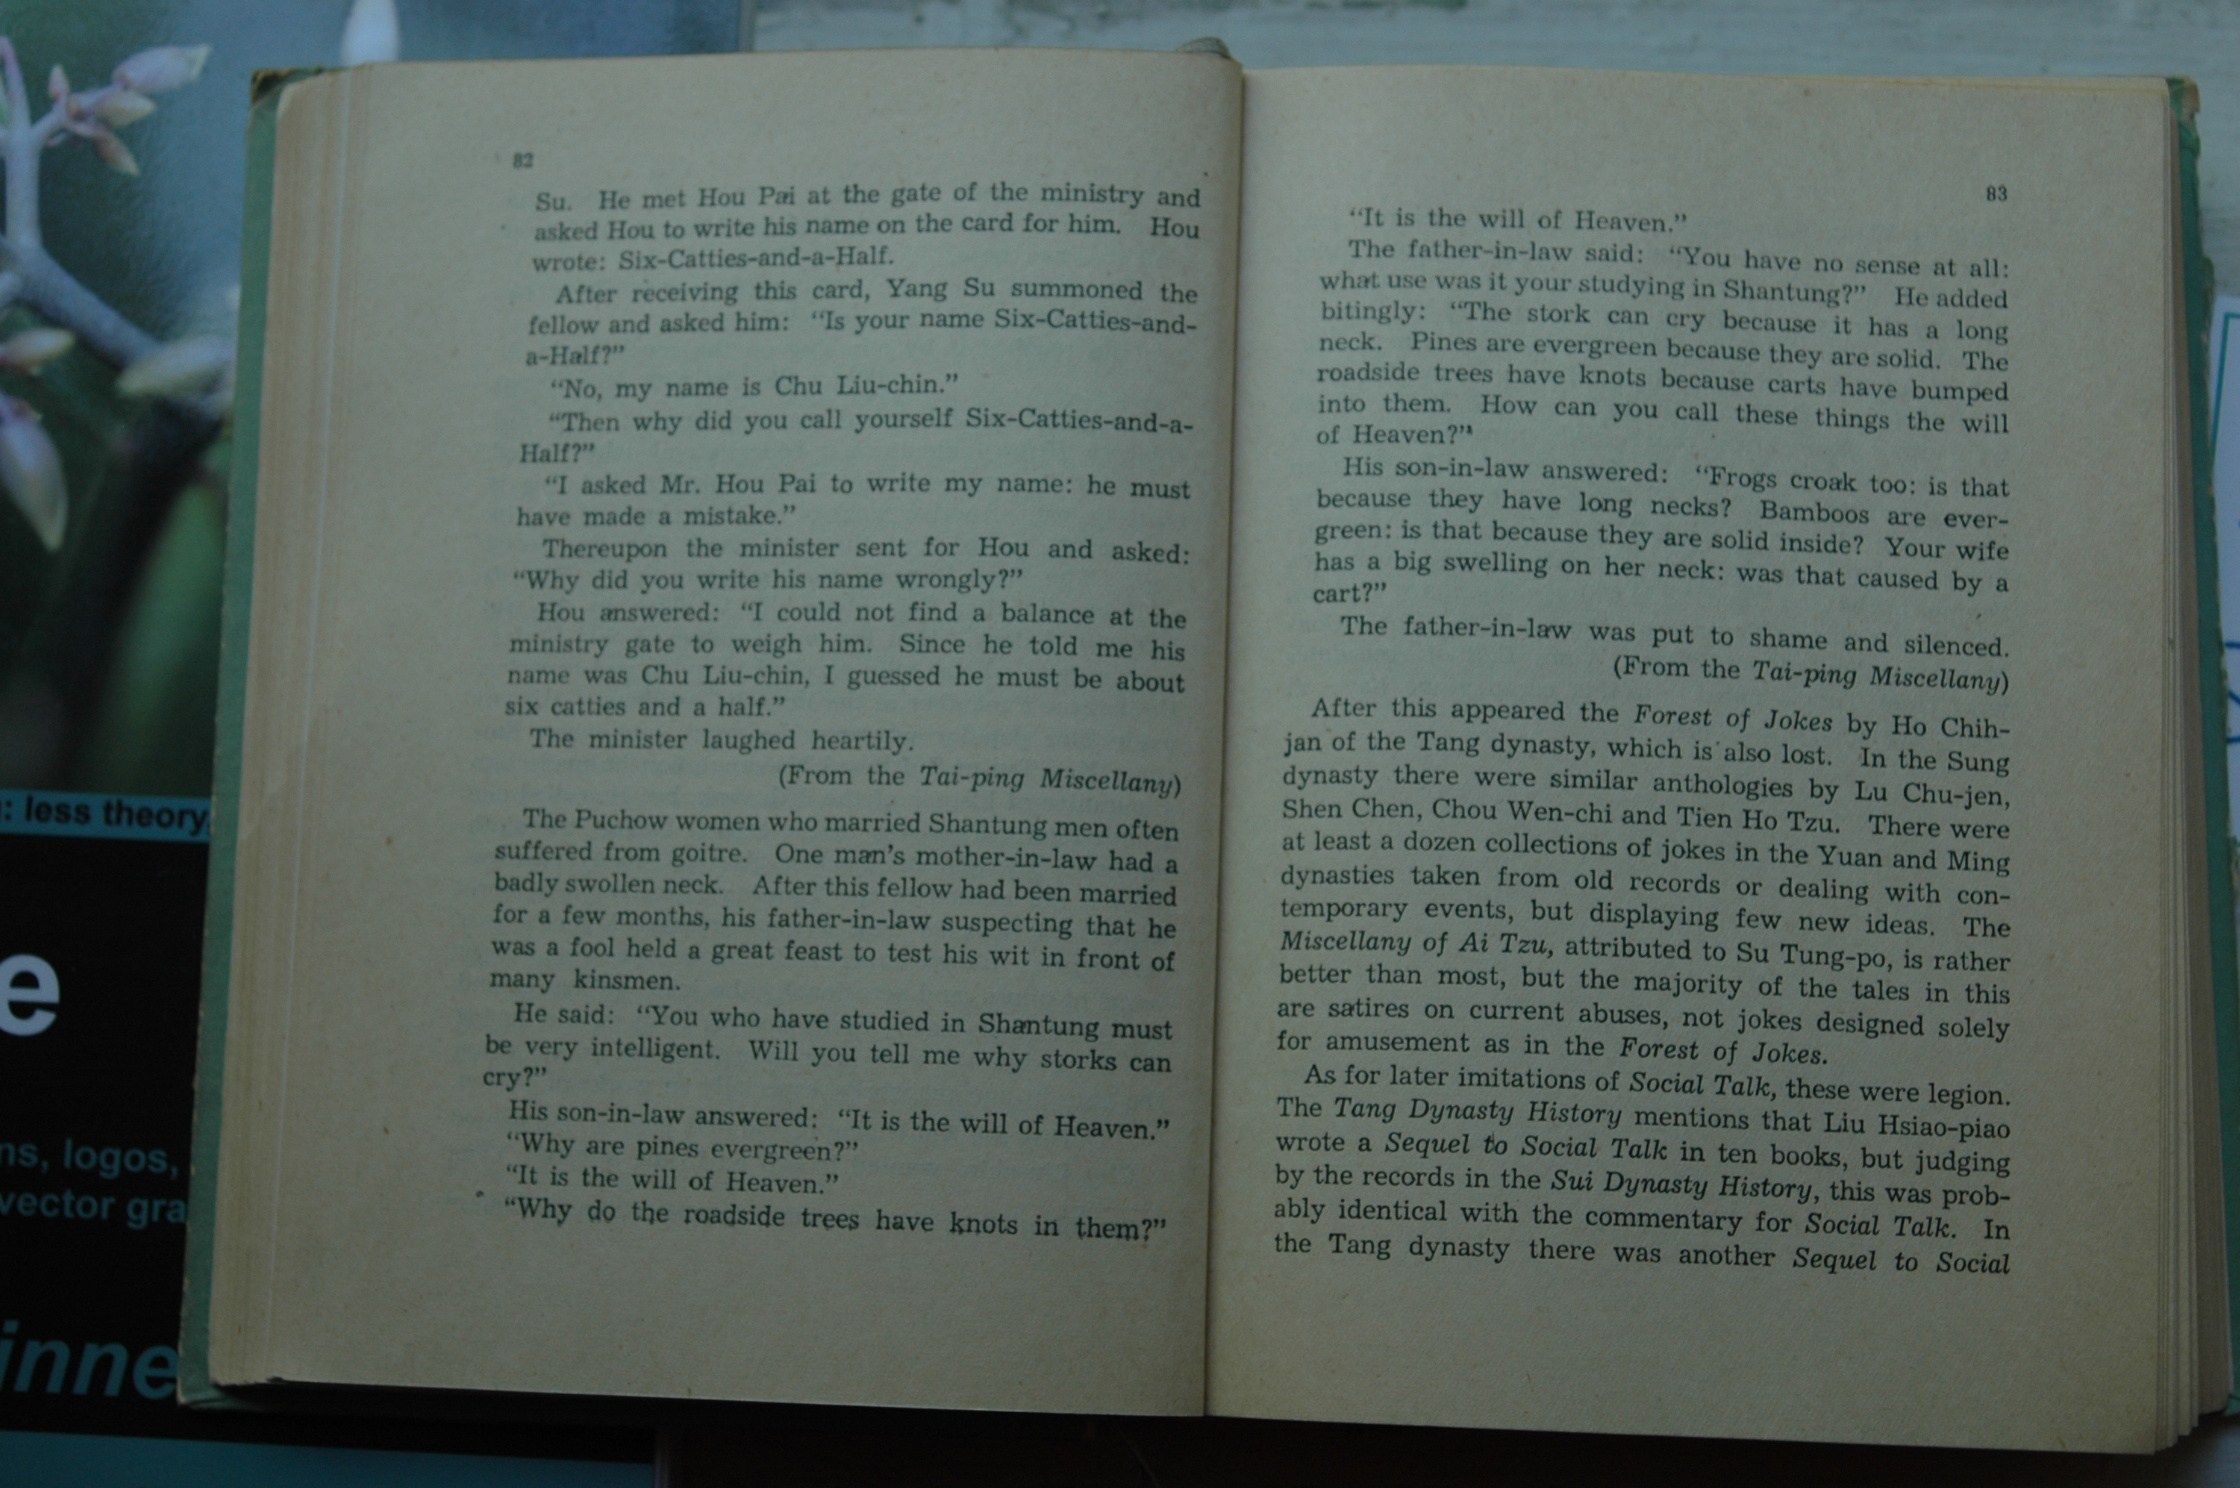 82
Su. He met Hou Pai at the gate of the ministry and
asked Hou to write his name on the card for him. Hou
wrote: Six-Catties-and-a-Half.
After receiving this card, Yang Su summoned the
fellow and asked him: “Is your name Six-Catties-and-
a-Half?”
“No, my name is Chu Liu-chin.”
“Then why did you call yourself Six-Catties-and-a-
Half?”
“I asked Mr. Hou Pai to write my name: he must
have made a mistake.”
Thereupon the minister sent for Hou and asked:
“Why did you write his name wrongly?”
Hou answered: “I could not find a balance at the
ministry gate to weigh him. Since he told me his
name was Chu Liu-chin, I guessed he must be about
six catties and a half.”
The minister laughed heartily.
(From the Tai-ping Miscellany)
The Puchow women who married Shantung men often
suffered from goitre. One man’s mother-in-law had a
badly swollen neck. After this fellow had been married
for a few months, his father-in-law suspecting that he
was a fool held a great feast to test his wit in front of
many kinsmen.
He said: “You who have studied in Shantung must
be very intelligent. Will you tell me why storks can
cry?”
His son-in-law answered: “It is the will of Heaven.”
“Why are pines evergreen?”
“It is the will of Heaven.”
“Why do the roadside trees have knots in them?”
83
“It is the will of Heaven.”
The father-in-law said: “You have no sense at all:
what use was it your studying in Shantung?” He added
bitingly: “The stork can cry because it has a long
neck. Pines are evergreen because they are solid. The
roadside trees have knots because carts have bumped
into them. How can you call these things the will
of Heaven?”
His son-in-law answered: “Frogs croak too: is that
because they have long necks? Bamboos are ever-
green: is that because they are solid inside? Your wife
has a big swelling on her neck: was that caused by a
cart?”
The father-in-law was put to shame and silenced.
(From the Tai-ping Miscellany)
After this appeared the Forest of Jokes by Ho Chih-
jan of the Tang dynasty, which is also lost. In the Sung
dynasty there were similar anthologies by Lu Chu-jen,
Shen Chen, Chou Wen-chi and Tien Ho Tzu. There were
at least a dozen collections of jokes in the Yuan and Ming
dynasties taken from old records or dealing with con-
temporary events, but displaying few new ideas. The
Miscellany of Ai Tzu, attributed to Su Tung-po, is rather
better than most, but the majority of the tales in this
are satires on current abuses, not jokes designed solely
for amusement as in the Forest of Jokes.
As for later imitations of Social Talk, these were legion.
The Tang Dynasty History mentions that Liu Hsiao-piao
wrote a Sequel to Social Talk in ten books, but judging
by the records in the Sui Dynasty History, this was prob-
ably identical with the commentary for Social Talk. In
the Tang dynasty there was another Sequel to Social
: less theory,
e
ns, logos,
vector gra
inne